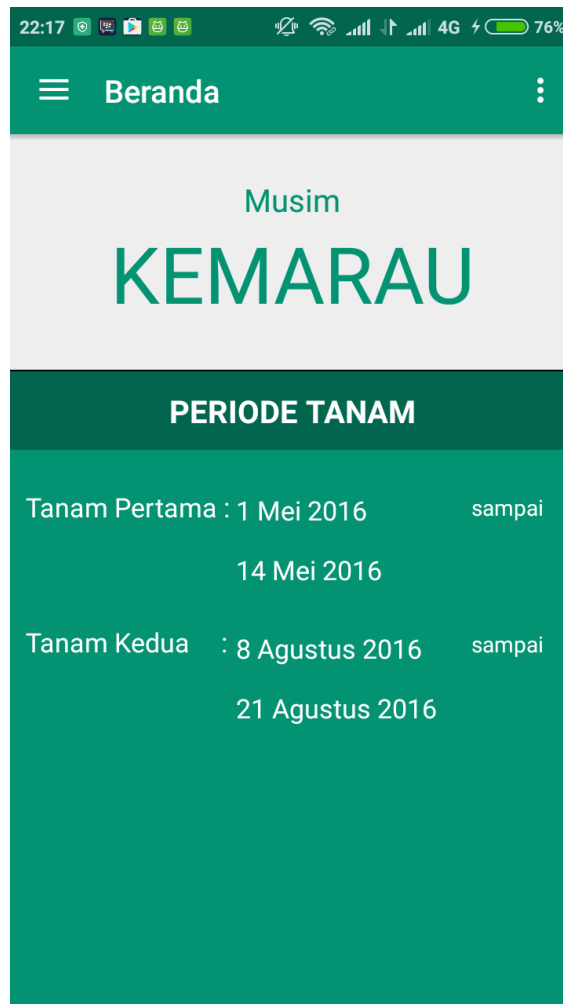 22:17 4G 76%
Beranda
Musim
KEMARAU
PERIODE TANAM
Tanam Pertama : 1 Mei 2016 sampai
14 Mei 2016
Tanam Kedua : 8 Agustus 2016 sampai
21 Agustus 2016